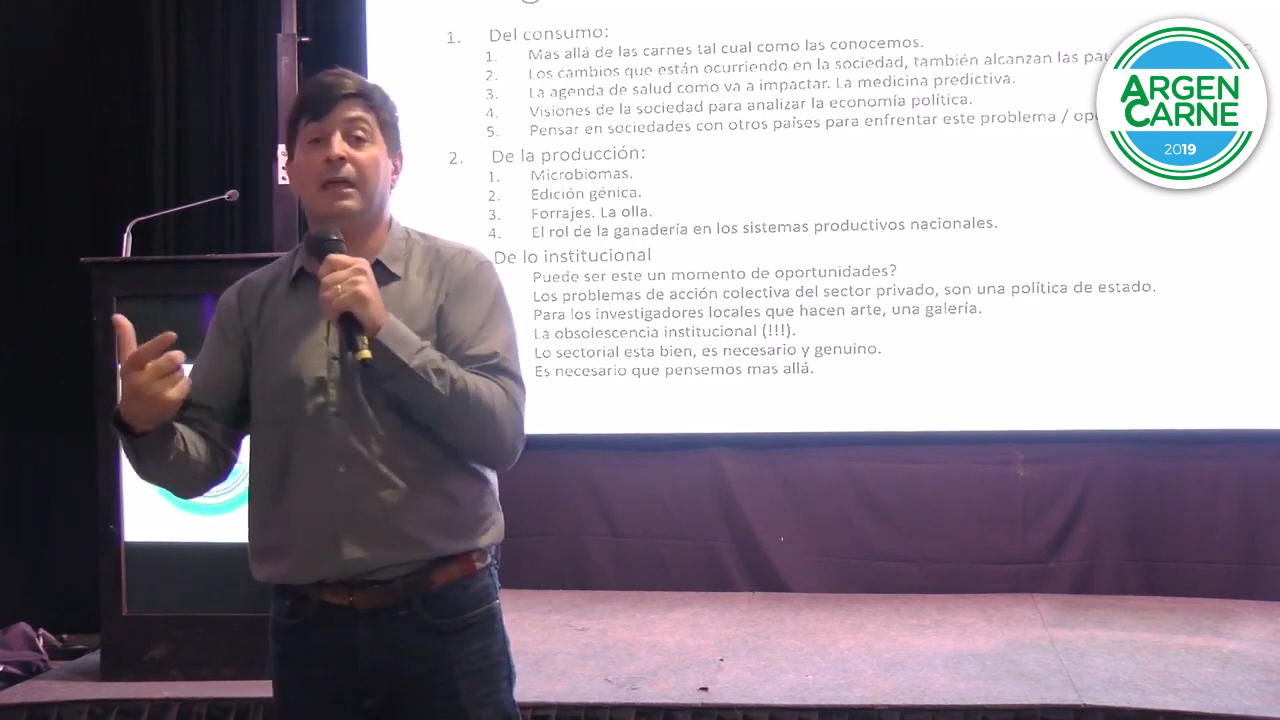 1. Del consumo:
1. Mas allá de las carnes tal cual como las conocemos.
2. Los cambios que están ocurriendo en la sociedad, también alcanzan las
3. La agenda de salud como va a impactar. La medicina predictiva.
4. Visiones de la sociedad para analizar la economía política.
5. Pensar en sociedades con otros países para enfrentar este problema /
2. De la producción:
1. Microbiomas.
2. Edición génica.
3. Forrajes. La olla.
4. El rol de la ganadería en los sistemas productivos nacionales.
De lo institucional
Puede ser este un momento de oportunidades?
Los problemas de acción colectiva del sector privado, son una política de estado.
Para los investigadores locales que hacen arte, una galería.
La obsolescencia institucional (!!!).
Lo sectorial esta bien, es necesario y genuino.
Es necesario que pensemos mas allá.
ARGEN
CARNE
2019